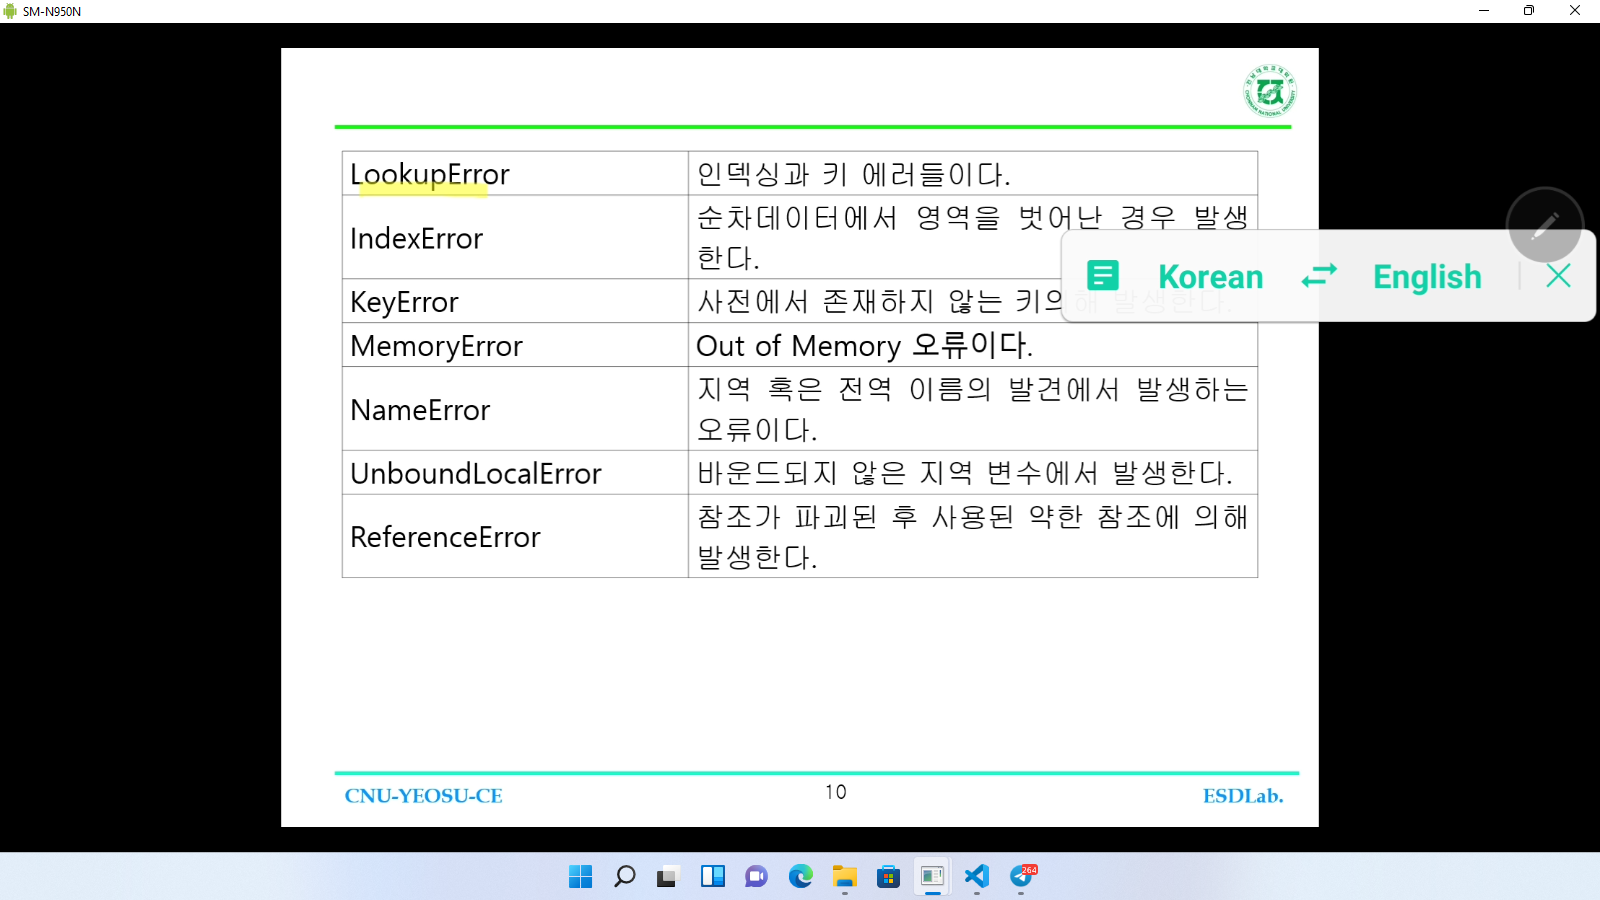 SM-N950N
LookupError
인덱싱과 키 에러들이다.
IndexError
순차데이터에서 영역을 벗어난 경우 발생
한다.
KeyError
사전에서 존재하지 않는 키의해 발생한다.
MemoryError
Out of Memory 오류이다.
NameError
지역 혹은 전역 이름의 발견에서 발생하는
오류이다.
UnboundLocalError
바운드되지 않은 지역 변수에서 발생한다.
ReferenceError
참조가 파괴된 후 사용된 약한 참조에 의해
발생한다.
Korean
English
CNU-YEOSU-CE
10
ESDLab.
264